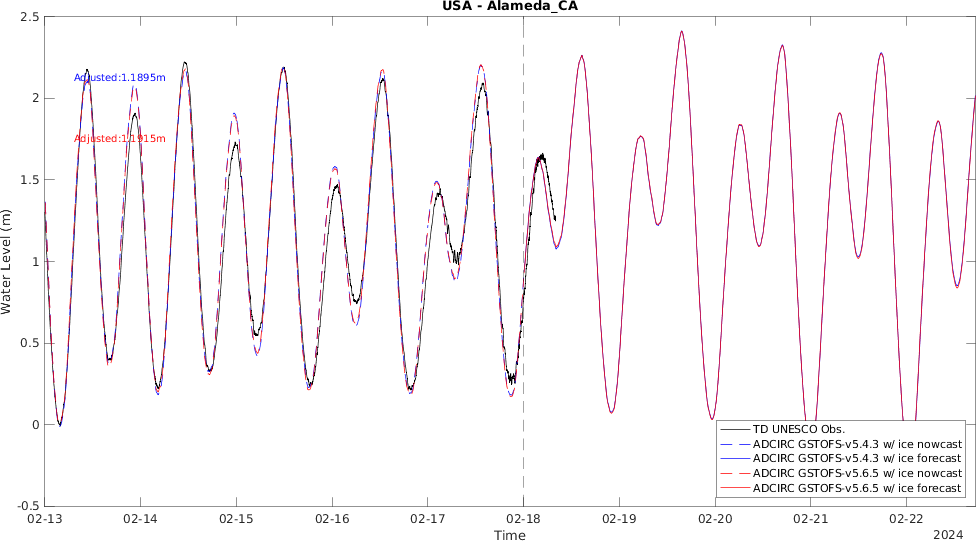 USA - Alameda_CA
2.5
2
1.5
1
0.5
0
-0.5
Water Level (m)
Adjusted:1.1895m
Adjusted:1.1915m
TD UNESCO Obs.
ADCIRC GSTOFS-v5.4.3 w/ ice nowcast
ADCIRC GSTOFS-v5.4.3 w/ ice forecast
ADCIRC GSTOFS-v5.6.5 w/ ice nowcast
ADCIRC GSTOFS-v5.6.5 w/ ice forecast
02-13 02-14 02-15 02-16 02-17 02-18 02-19 02-20 02-21 02-22
Time
2024